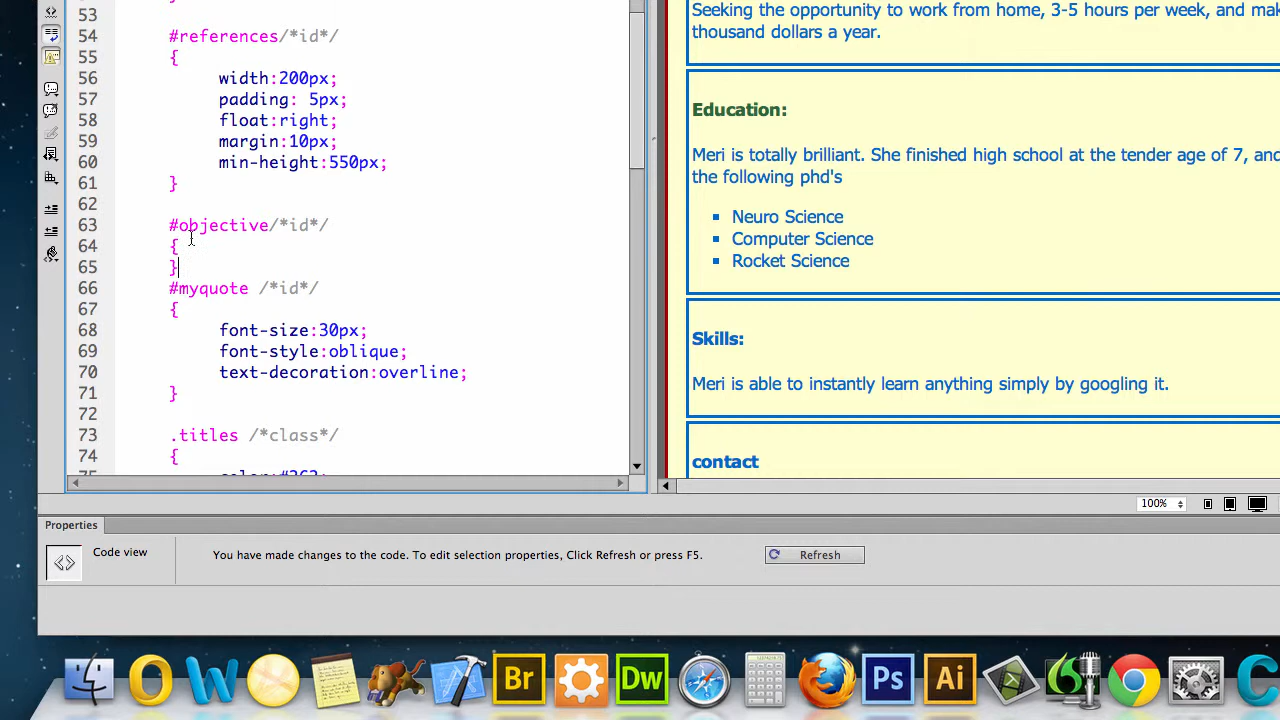 53
54 #references/*id*/
55 {
56 width:200px;
57 padding: 5px;
58 float:right;
59 margin:10px;
60 min-height:550px;
61 }
62
63 #objective/*id*/
64 {
65 }
66 #myquote /*id*/
67 {
68 font-size:30px;
69 font-style:oblique;
70 text-decoration:overline;
71 }
72
73 .titles /*class*/
74 {
Seeking the opportunity to work from home, 3-5 hours per week, and mak
thousand dollars a year.
Education:
Meri is totally brilliant. She finished high school at the tender age of 7, and
the following phd's
Neuro Science
Computer Science
Rocket Science
Skills:
Meri is able to instantly learn anything simply by googling it.
contact
100%
Properties
Code view
You have made changes to the code. To edit selection properties, Click Refresh or press F5.
Refresh
Br
Dw
Ps
Ai